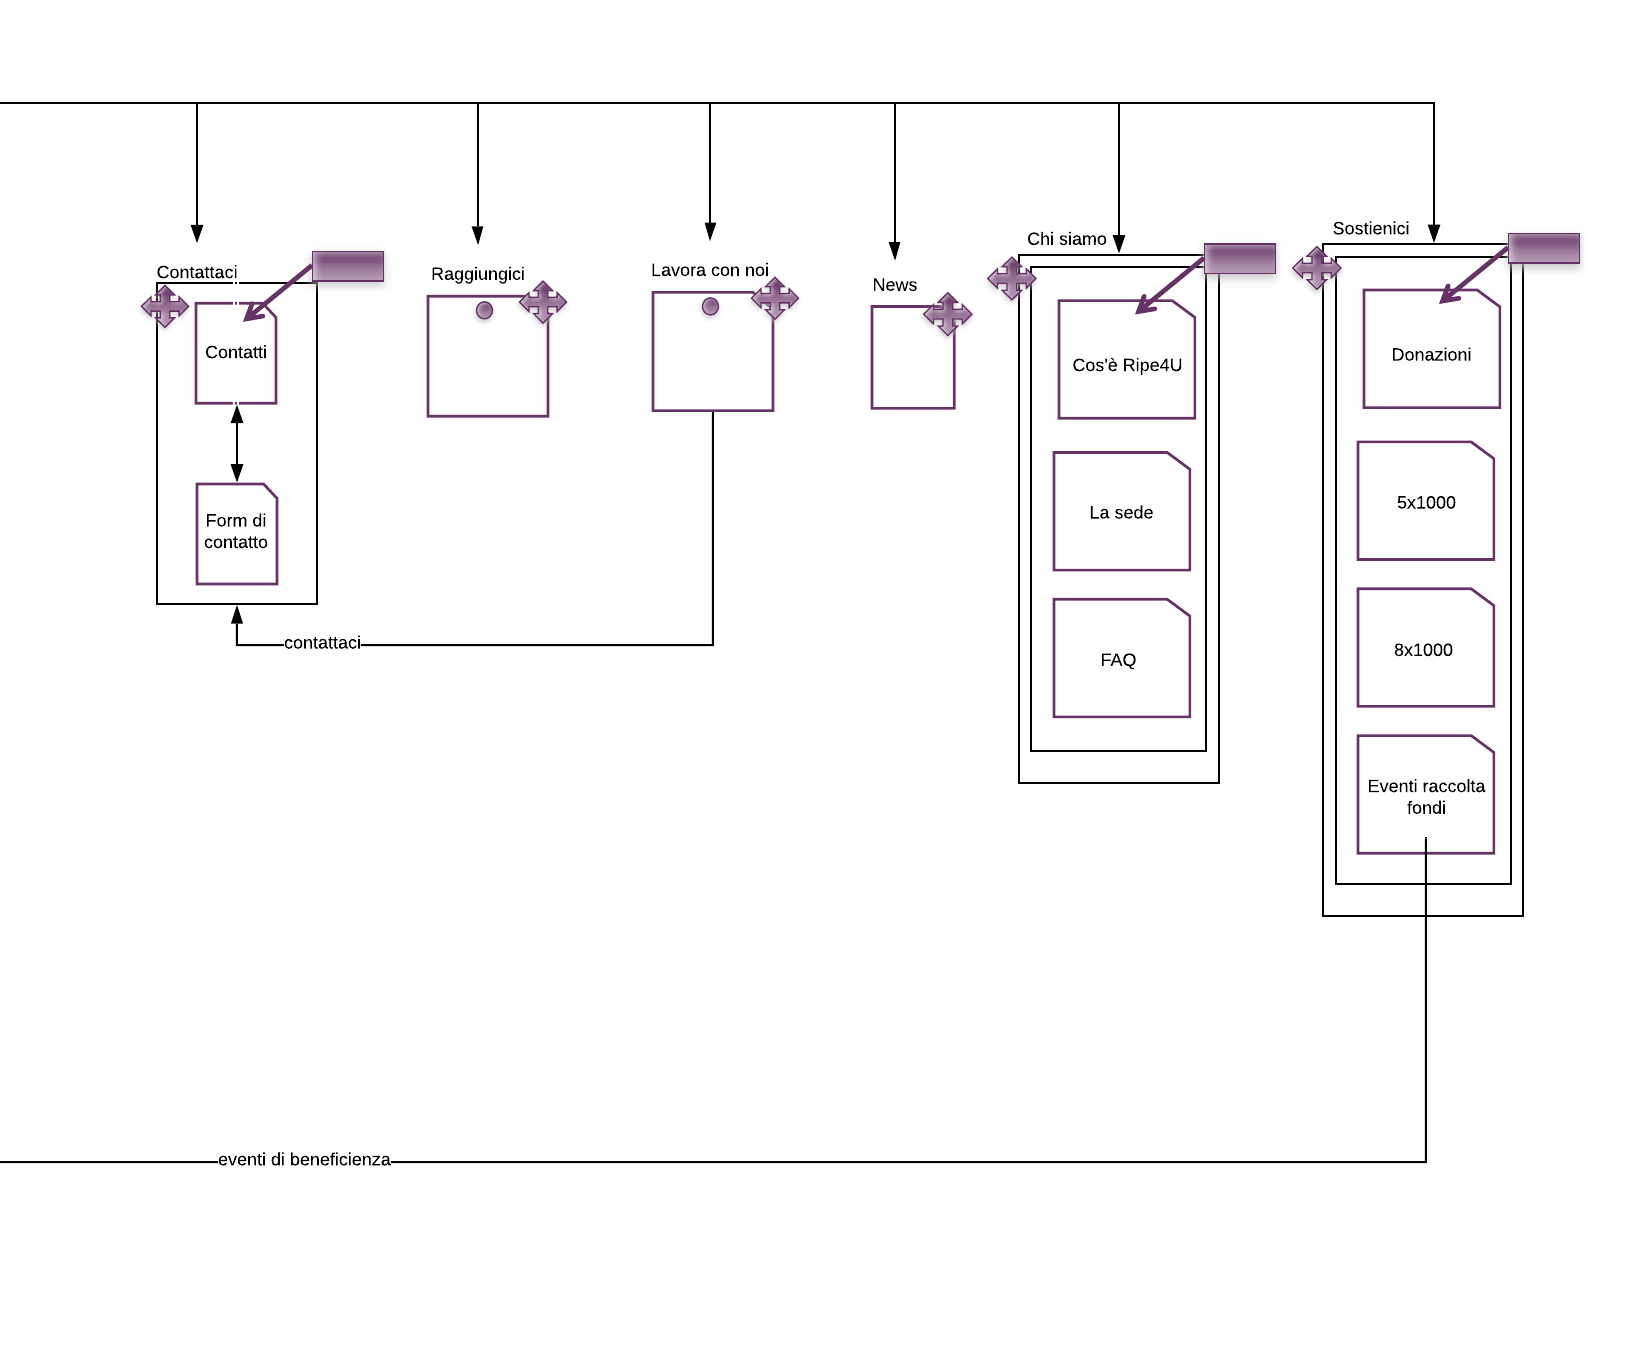 Contattaci
Contatti
Form di
contatto
Raggiungici
Lavora con noi
contattaci
News
Chi siamo
Cos'è Ripe4U
La sede
FAQ
Sostienici
Donazioni
5x1000
8x1000
Eventi raccolta
fondi
eventi di beneficienza